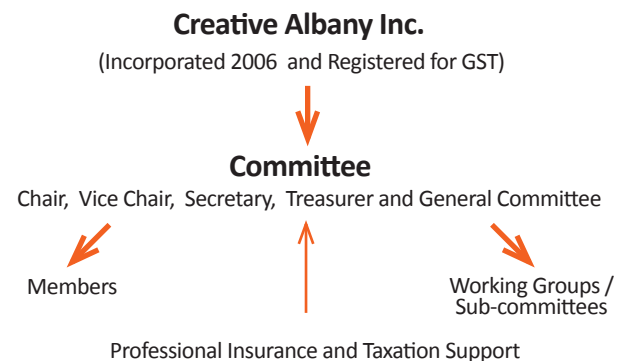 Creative Albany Inc.
(Incorporated 2006 and Registered for GST)
Committee
Chair, Vice Chair, Secretary, Treasurer and General Committee
Members
Working Groups /
Sub-committees
Professional Insurance and Taxation Support